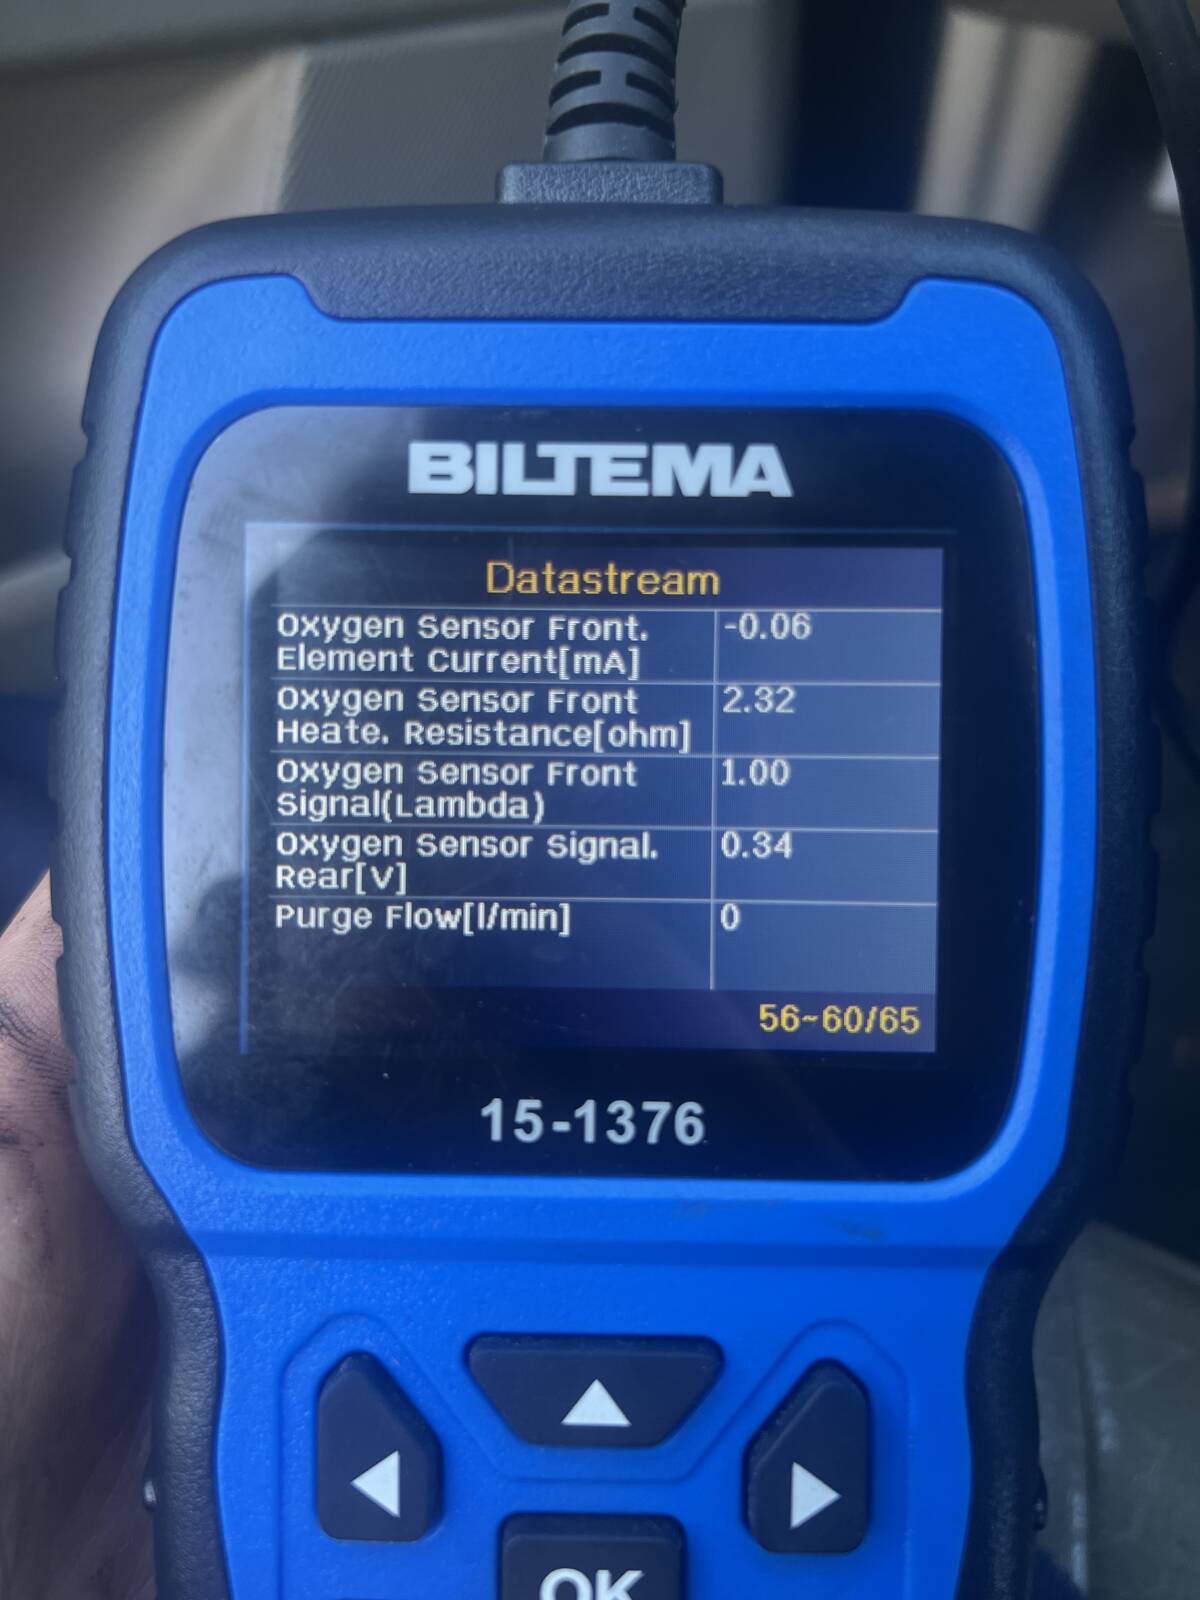 BILTEMA
Datastream
Oxygen Sensor Front. -0.06
Element Current[mA]
Oxygen Sensor Front 2.32
Heate. Resistance[ohm]
Oxygen Sensor Front 1.00
Signal(Lambda)
Oxygen Sensor Signal. 0.34
Rear[V]
Purge Flow[l/min] 0
56~60/65
15-1376
OK